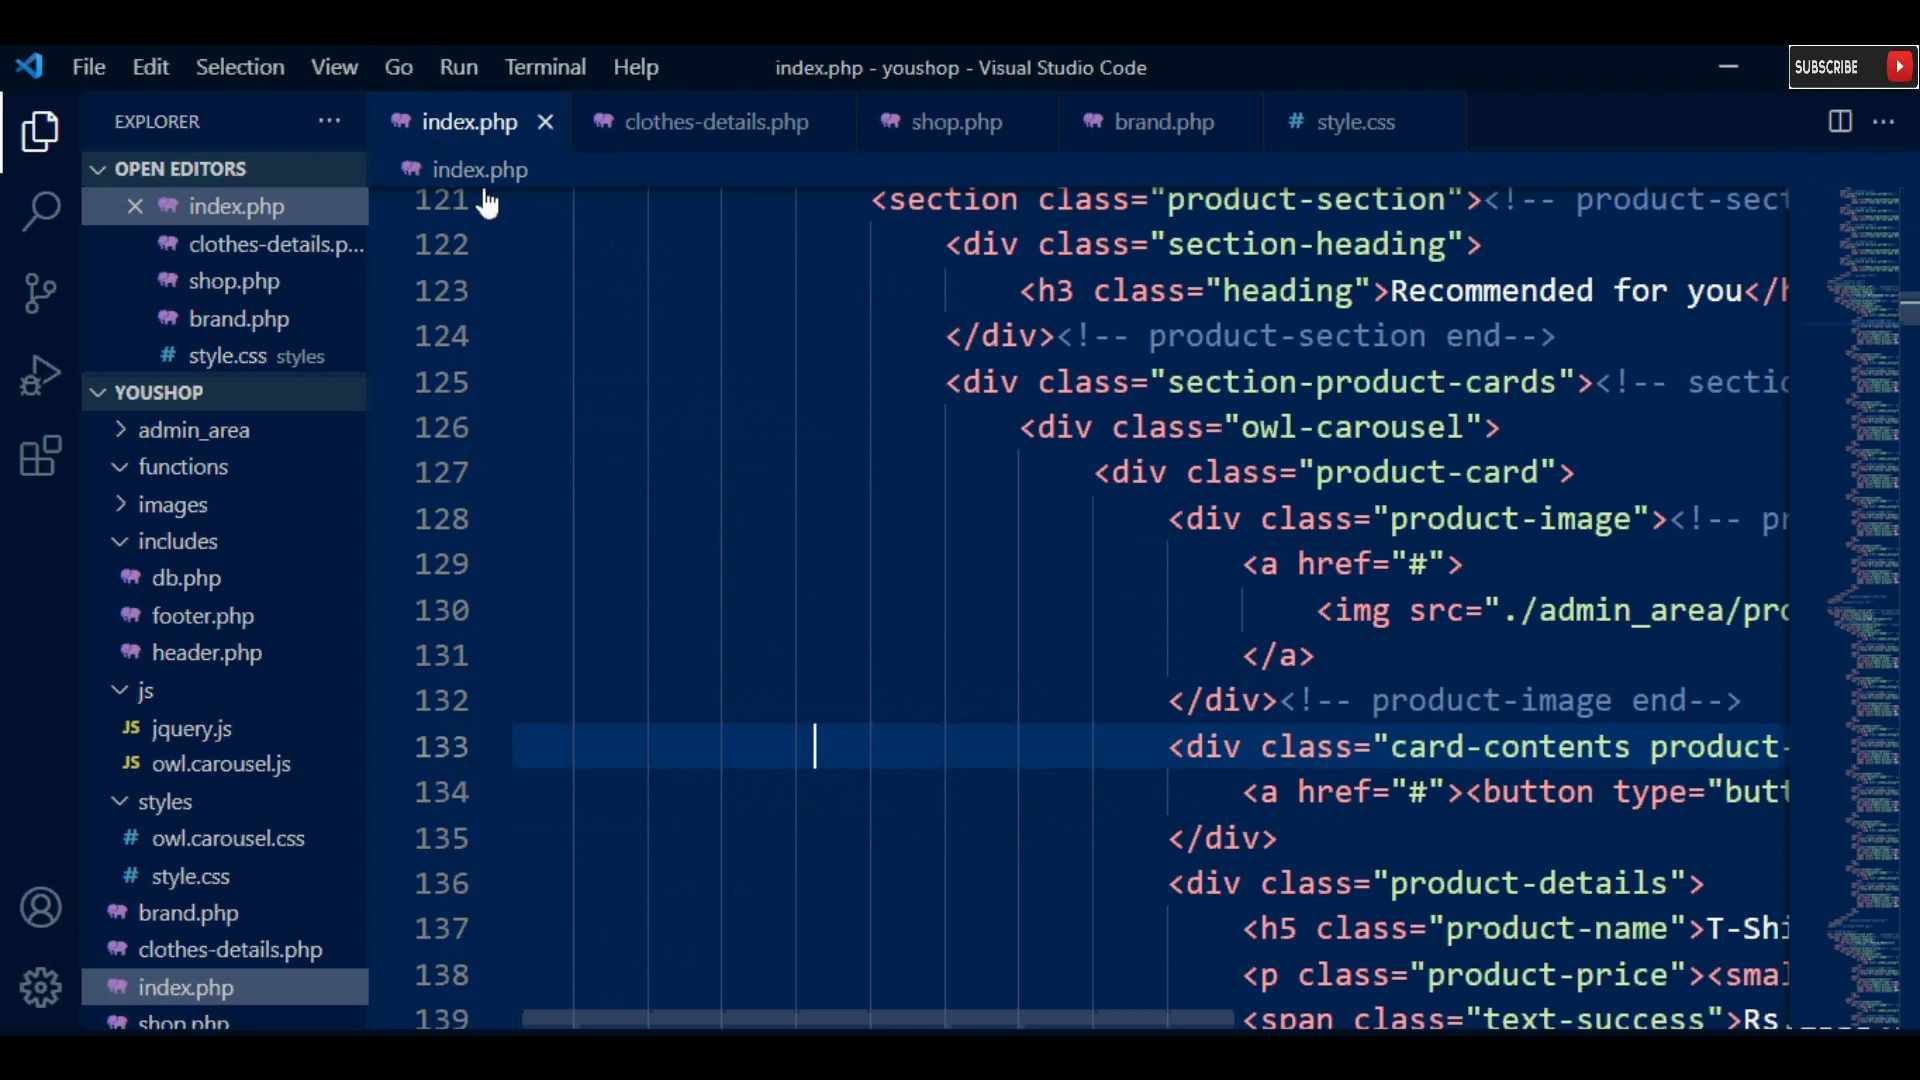 File Edit Selection View Go Run Terminal Help
index.php - youshop - Visual Studio Code
SUBSCRIBE
EXPLORER
index.php
clothes-details.php
shop.php
brand.php
# style.css
OPEN EDITORS
index.php
clothes-details.p...
shop.php
brand.php
# style.css styles
YOUSHOP
admin_area
functions
images
includes
db.php
footer.php
header.php
js
JS jquery.js
JS owl.carousel.js
styles
# owl.carousel.css
# style.css
brand.php
clothes-details.php
index.php
shop.php
index.php
121 <section class="product-section"><!-- product-sect
122 <div class="section-heading">
123 <h3 class="heading">Recommended for you</h
124 </div><!-- product-section end-->
125 <div class="section-product-cards"><!-- sectio
126 <div class="owl-carousel">
127 <div class="product-card">
128 <div class="product-image"><!-- pr
129 <a href="#">
130 <img src="./admin_area/pro
131 </a>
132 </div><!-- product-image end-->
133 <div class="card-contents product-
134 <a href="#"><button type="butt
135 </div>
136 <div class="product-details">
137 <h5 class="product-name">T-Shi
138 <p class="product-price"><smal
139 <span class="text-success">Rs.